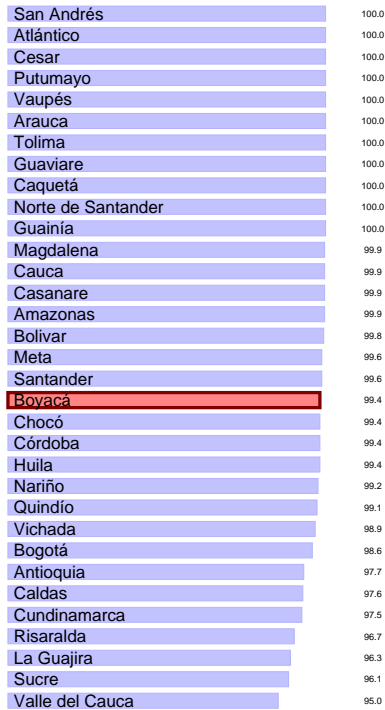 San Andrés 100.0
Atlántico 100.0
Cesar 100.0
Putumayo 100.0
Vaupés 100.0
Arauca 100.0
Tolima 100.0
Guaviare 100.0
Caquetá 100.0
Norte de Santander 100.0
Guainía 100.0
Magdalena 99.9
Cauca 99.9
Casanare 99.9
Amazonas 99.9
Bolivar 99.8
Meta 99.6
Santander 99.6
Boyacá 99.4
Chocó 99.4
Córdoba 99.4
Huila 99.4
Nariño 99.2
Quindío 99.1
Vichada 98.9
Bogotá 98.6
Antioquia 97.7
Caldas 97.6
Cundinamarca 97.5
Risaralda 96.7
La Guajira 96.3
Sucre 96.1
Valle del Cauca 95.0